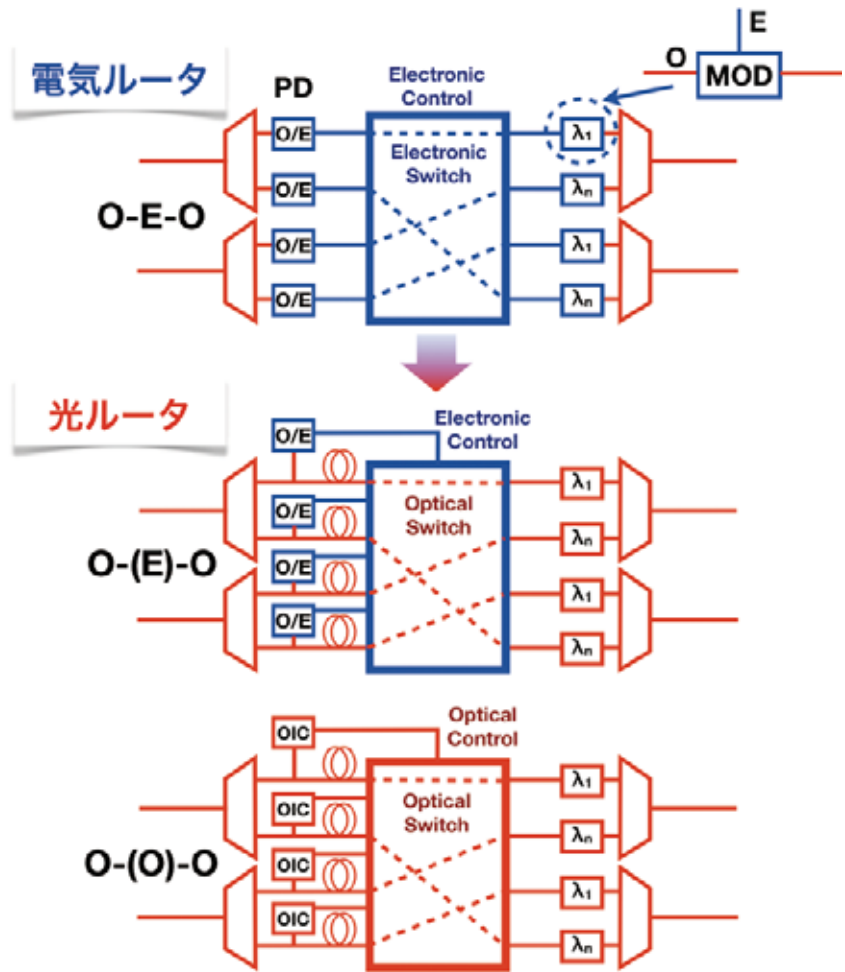 E
O
MOD
電気ルータ
PD
Electronic
Control
O/E
λ1
Electronic
Switch
O/E
λn
O-E-O
O/E
λ1
O/E
λn
光ルータ
Electronic
Control
O/E
λ1
Optical
Switch
O/E
λn
O-(E)-O
O/E
λ1
O/E
λn
Optical
Control
OIC
λ1
Optical
Switch
OIC
λn
O-(O)-O
OIC
λ1
OIC
λn